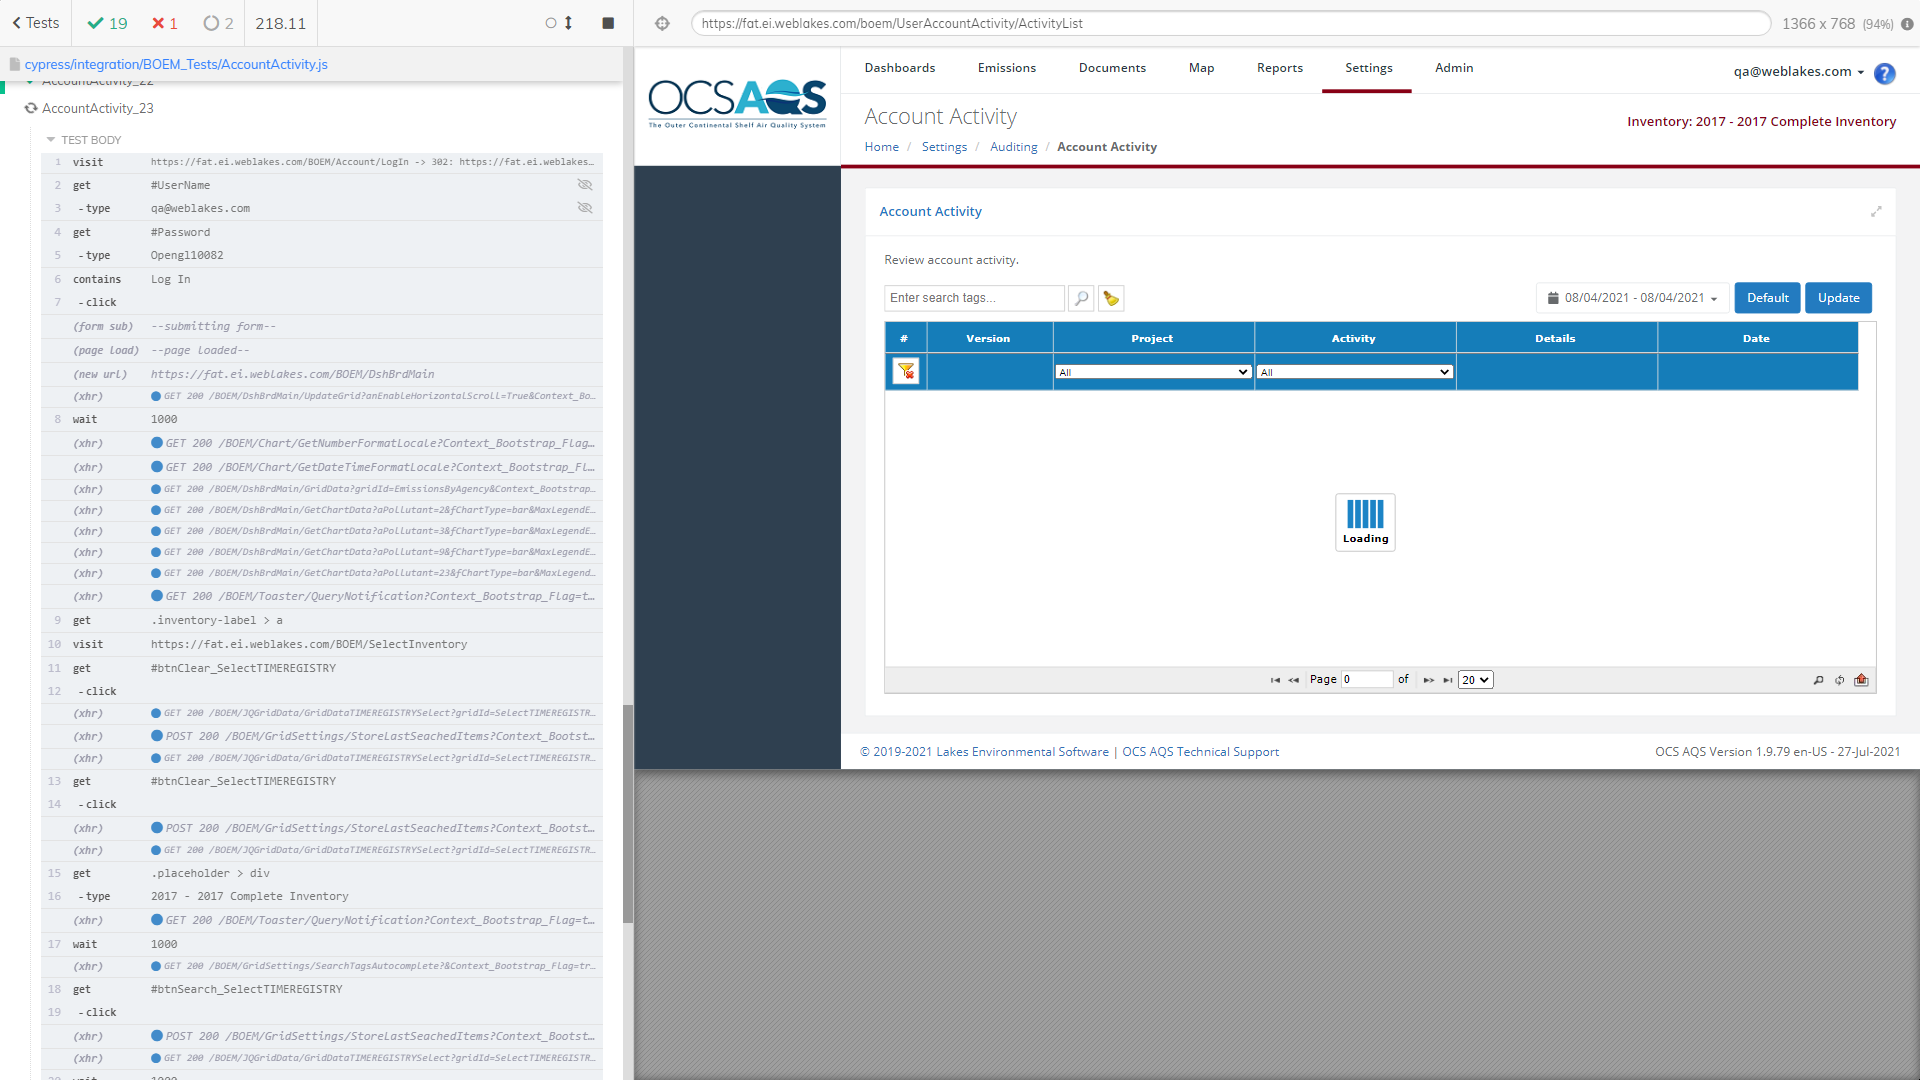 Tests
19
1
2
218.11
https://fat.ei.weblakes.com/boem/UserAccountActivity/ActivityList
1366 x 768 (94%)
cypress/integration/BOEM_Tests/AccountActivity.js
AccountActivity_22
AccountActivity_23
TEST BODY
1 visit https://fat.ei.weblakes.com/BOEM/Account/LogIn -> 302: https://fat.ei.weblakes...
2 get #UserName
3 - type qa@weblakes.com
4 get #Password
5 - type Opengl10082
6 contains Log In
7 - click
(form sub) --submitting form--
(page load) --page loaded--
(new url) https://fat.ei.weblakes.com/BOEM/DshBrdMain
(xhr) GET 200 /BOEM/DshBrdMain/UpdateGrid?anEnableHorizontalScroll=True&Context_Bo...
8 wait 1000
(xhr) GET 200 /BOEM/Chart/GetNumberFormatLocale?Context_Bootstrap_Flag...
(xhr) GET 200 /BOEM/Chart/GetDateTimeFormatLocale?Context_Bootstrap_Fl...
(xhr) GET 200 /BOEM/DshBrdMain/GridData?gridId=EmissionsByAgency&Context_Bootstrap...
(xhr) GET 200 /BOEM/DshBrdMain/GetChartData?aPollutant=2&fChartType=bar&MaxLegendE...
(xhr) GET 200 /BOEM/DshBrdMain/GetChartData?aPollutant=3&fChartType=bar&MaxLegendE...
(xhr) GET 200 /BOEM/DshBrdMain/GetChartData?aPollutant=9&fChartType=bar&MaxLegendE...
(xhr) GET 200 /BOEM/DshBrdMain/GetChartData?aPollutant=23&fChartType=bar&MaxLegend...
(xhr) GET 200 /BOEM/Toaster/QueryNotification?Context_Bootstrap_Flag=t...
9 get .inventory-label > a
10 visit https://fat.ei.weblakes.com/BOEM/SelectInventory
11 get #btnClear_SelectTIMEREGISTRY
12 - click
(xhr) GET 200 /BOEM/JQGridData/GridDataTIMEREGISTRYSelect?gridId=SelectTIMEREGISTR...
(xhr) POST 200 /BOEM/GridSettings/StoreLastSeachedItems?Context_Bootst...
(xhr) GET 200 /BOEM/JQGridData/GridDataTIMEREGISTRYSelect?gridId=SelectTIMEREGISTR...
13 get #btnClear_SelectTIMEREGISTRY
14 - click
(xhr) POST 200 /BOEM/GridSettings/StoreLastSeachedItems?Context_Bootst...
(xhr) GET 200 /BOEM/JQGridData/GridDataTIMEREGISTRYSelect?gridId=SelectTIMEREGISTR...
15 get .placeholder > div
16 - type 2017 - 2017 Complete Inventory
(xhr) GET 200 /BOEM/Toaster/QueryNotification?Context_Bootstrap_Flag=t...
17 wait 1000
(xhr) GET 200 /BOEM/GridSettings/SearchTagsAutocomplete?&Context_Bootstrap_Flag=tr...
18 get #btnSearch_SelectTIMEREGISTRY
19 - click
(xhr) POST 200 /BOEM/GridSettings/StoreLastSeachedItems?Context_Bootst...
(xhr) GET 200 /BOEM/JQGridData/GridDataTIMEREGISTRYSelect?gridId=SelectTIMEREGISTR...
20 wait 1000
OCSAQS
The Outer Continental Shelf Air Quality System
Dashboards Emissions Documents Map Reports Settings Admin
qa@weblakes.com ?
Account Activity
Inventory: 2017 - 2017 Complete Inventory
Home / Settings / Auditing / Account Activity
Account Activity
Review account activity.
Enter search tags...
08/04/2021 - 08/04/2021
Default
Update
# Version Project Activity Details Date
All
All
Loading
Page 0 of
20
© 2019-2021 Lakes Environmental Software | OCS AQS Technical Support
OCS AQS Version 1.9.79 en-US - 27-Jul-2021